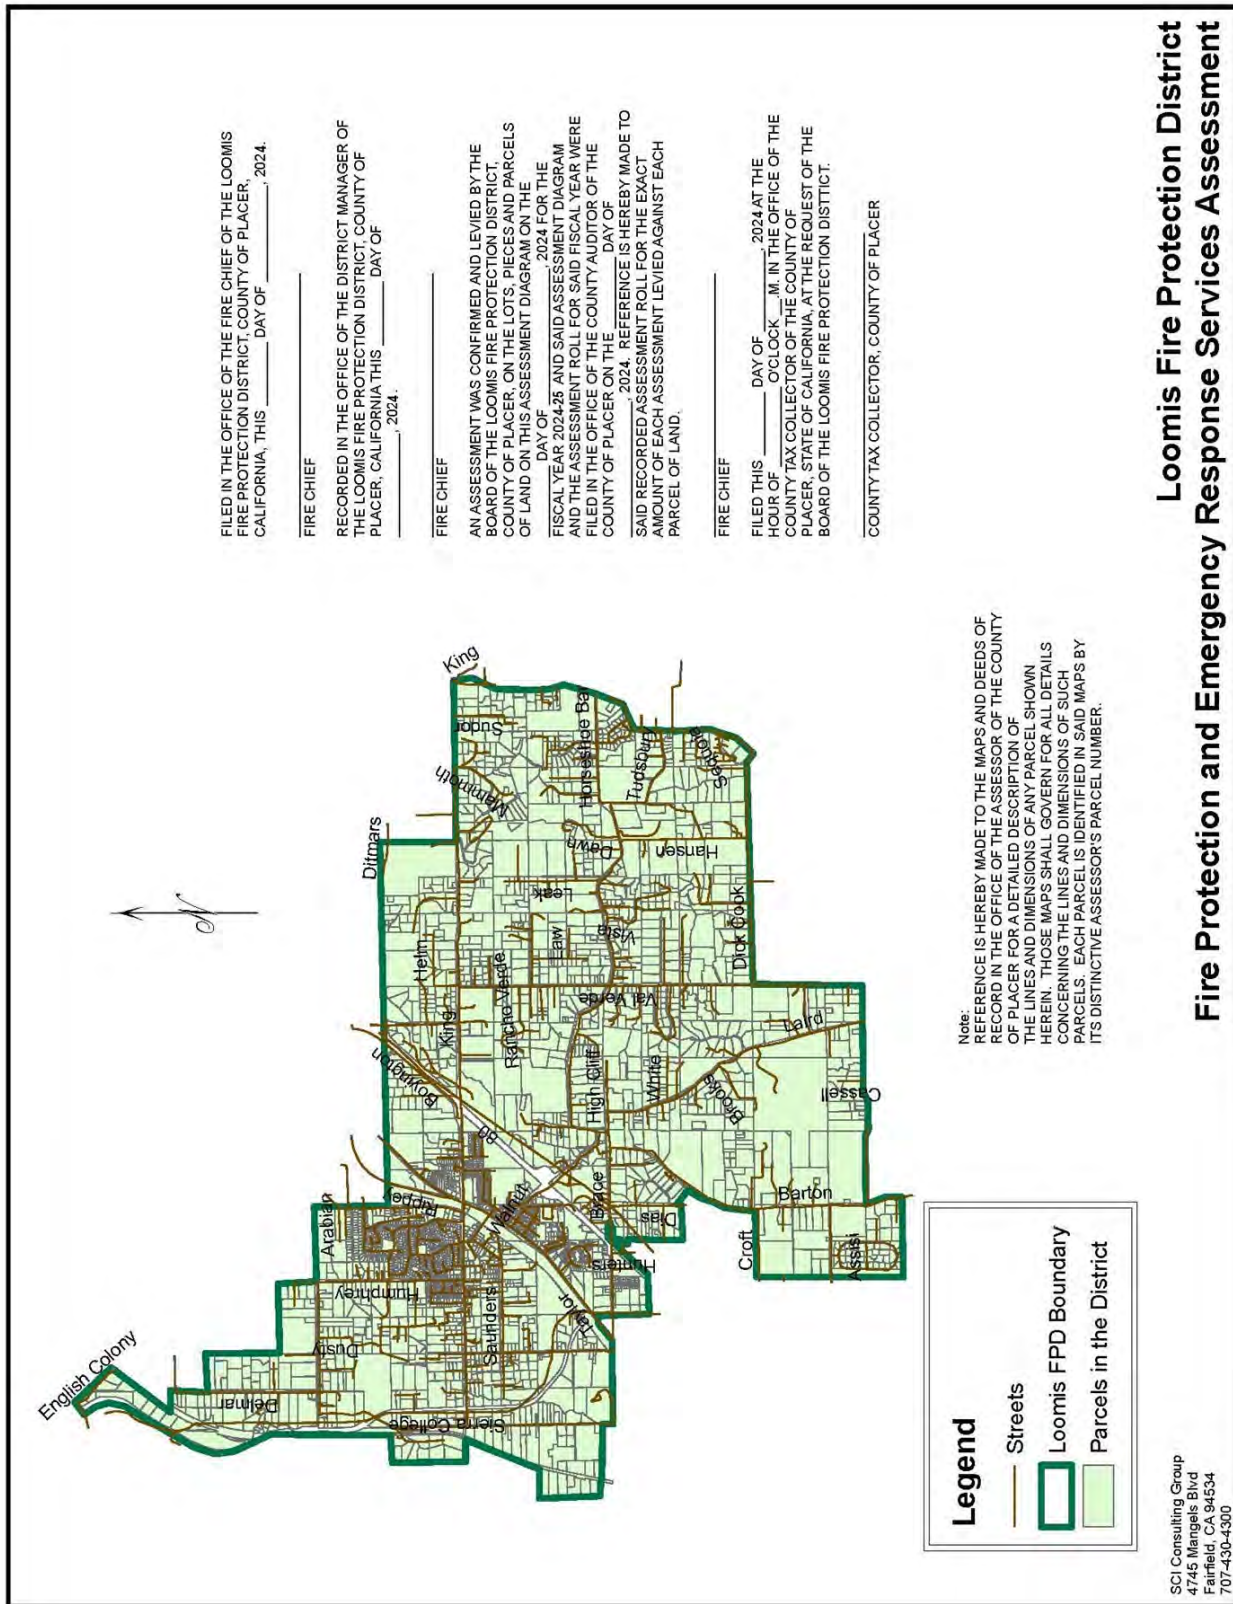 FILED IN THE OFFICE OF THE FIRE CHIEF OF THE LOOMIS
FIRE PROTECTION DISTRICT, COUNTY OF PLACER,
CALIFORNIA, THIS ______ DAY OF ____________, 2024.
FIRE CHIEF
RECORDED IN THE OFFICE OF THE DISTRICT MANAGER OF
THE LOOMIS FIRE PROTECTION DISTRICT, COUNTY OF
PLACER, CALIFORNIA THIS ______ DAY OF
____________, 2024.
FIRE CHIEF
AN ASSESSMENT WAS CONFIRMED AND LEVIED BY THE
BOARD OF THE LOOMIS FIRE PROTECTION DISTRICT,
COUNTY OF PLACER, ON THE LOTS, PIECES AND PARCELS
OF LAND ON THIS ASSESSMENT DIAGRAM ON THE
______ DAY OF ____________, 2024 FOR THE
FISCAL YEAR 2024-25 AND SAID ASSESSMENT DIAGRAM
AND THE ASSESSMENT ROLL FOR SAID FISCAL YEAR WERE
FILED IN THE OFFICE OF THE COUNTY AUDITOR OF THE
COUNTY OF PLACER ON THE ______ DAY OF
____________, 2024. REFERENCE IS HEREBY MADE TO
SAID RECORDED ASSESSMENT ROLL FOR THE EXACT
AMOUNT OF EACH ASSESSMENT LEVIED AGAINST EACH
PARCEL OF LAND.
FIRE CHIEF
FILED THIS ______ DAY OF ____________, 2024 AT THE
HOUR OF ______ O'CLOCK __.M. IN THE OFFICE OF THE
COUNTY TAX COLLECTOR OF THE COUNTY OF
PLACER, STATE OF CALIFORNIA, AT THE REQUEST OF THE
BOARD OF THE LOOMIS FIRE PROTECTION DISTTICT.
COUNTY TAX COLLECTOR, COUNTY OF PLACER
N
English Colony
Delmar
Dusty
Arabian
Humphrey
Rippey
Boyington
Ditmars
Helm
King
King
Mammoth
Sudor
Sierra College
Saunders
Walnut
80
Rancho Verde
Law
Leak
Dawn
Horseshoe Bar
Taylor
Hunters
Brace
High Cliff
Vista
Val Verde
Tudsbury
Hansen
Sequoia
Dias
White
Brooks
Laird
Dick Cook
Croft
Barton
Cassell
Assisi
Note:
REFERENCE IS HEREBY MADE TO THE MAPS AND DEEDS OF
RECORD IN THE OFFICE OF THE ASSESSOR OF THE COUNTY
OF PLACER FOR A DETAILED DESCRIPTION OF
THE LINES AND DIMENSIONS OF ANY PARCEL SHOWN
HEREIN. THOSE MAPS SHALL GOVERN FOR ALL DETAILS
CONCERNING THE LINES AND DIMENSIONS OF SUCH
PARCELS. EACH PARCEL IS IDENTIFIED IN SAID MAPS BY
ITS DISTINCTIVE ASSESSOR'S PARCEL NUMBER.
Legend
Streets
Loomis FPD Boundary
Parcels in the District
SCI Consulting Group
4745 Mangels Blvd
Fairfield, CA 94534
707-430-4300
Loomis Fire Protection District
Fire Protection and Emergency Response Services Assessment